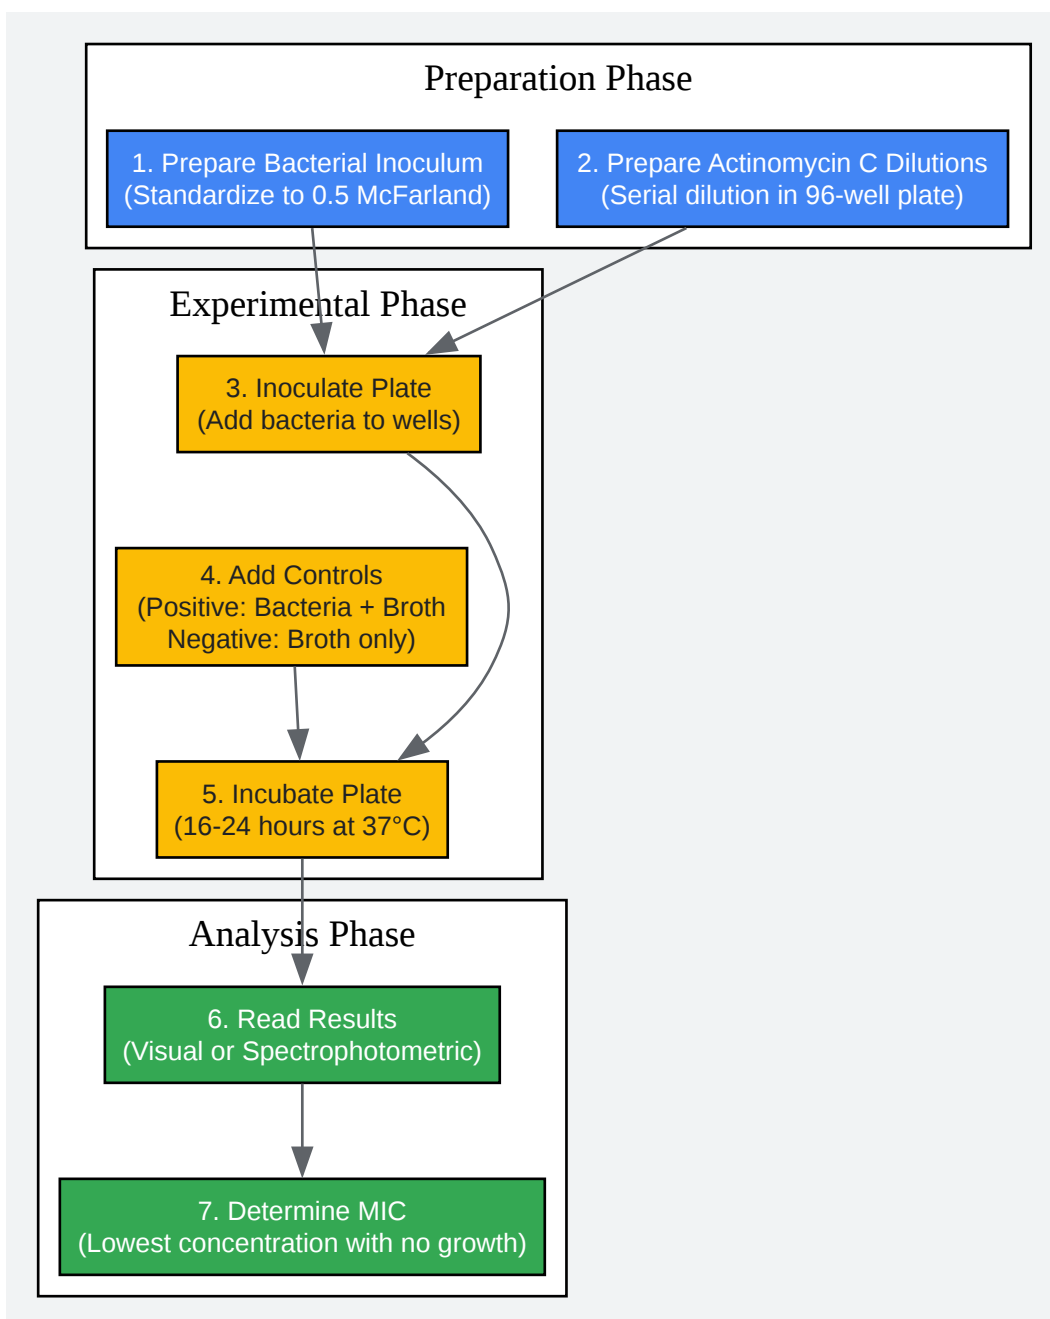 Preparation Phase
1. Prepare Bacterial Inoculum
(Standardize to 0.5 McFarland)
2. Prepare Actinomycin C Dilutions
(Serial dilution in 96-well plate)
Experimental Phase
3. Inoculate Plate
(Add bacteria to wells)
4. Add Controls
(Positive: Bacteria + Broth
Negative: Broth only)
5. Incubate Plate
(16-24 hours at 37°C)
Analysis Phase
6. Read Results
(Visual or Spectrophotometric)
7. Determine MIC
(Lowest concentration with no growth)